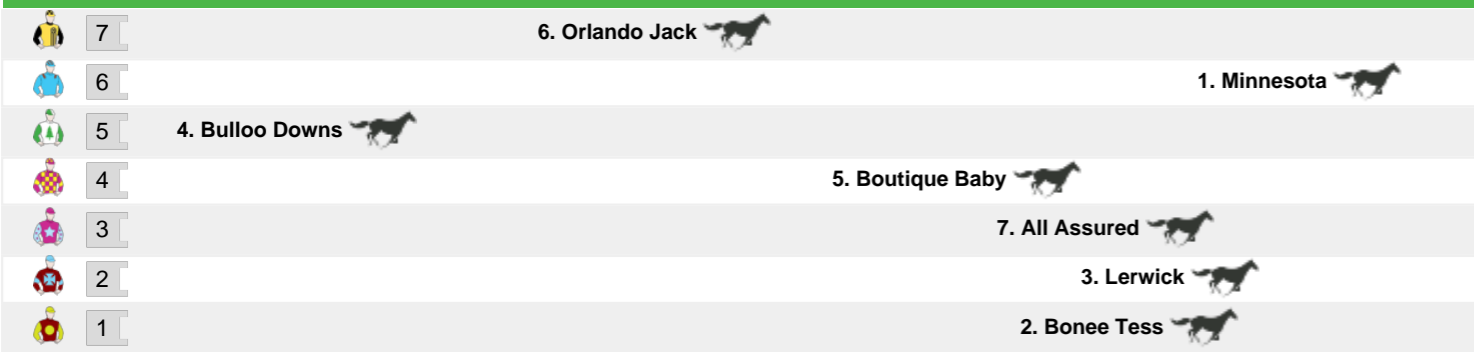 7 6. Orlando Jack
6 1. Minnesota
5 4. Bulloo Downs
4 5. Boutique Baby
3 7. All Assured
2 3. Lerwick
1 2. Bonee Tess